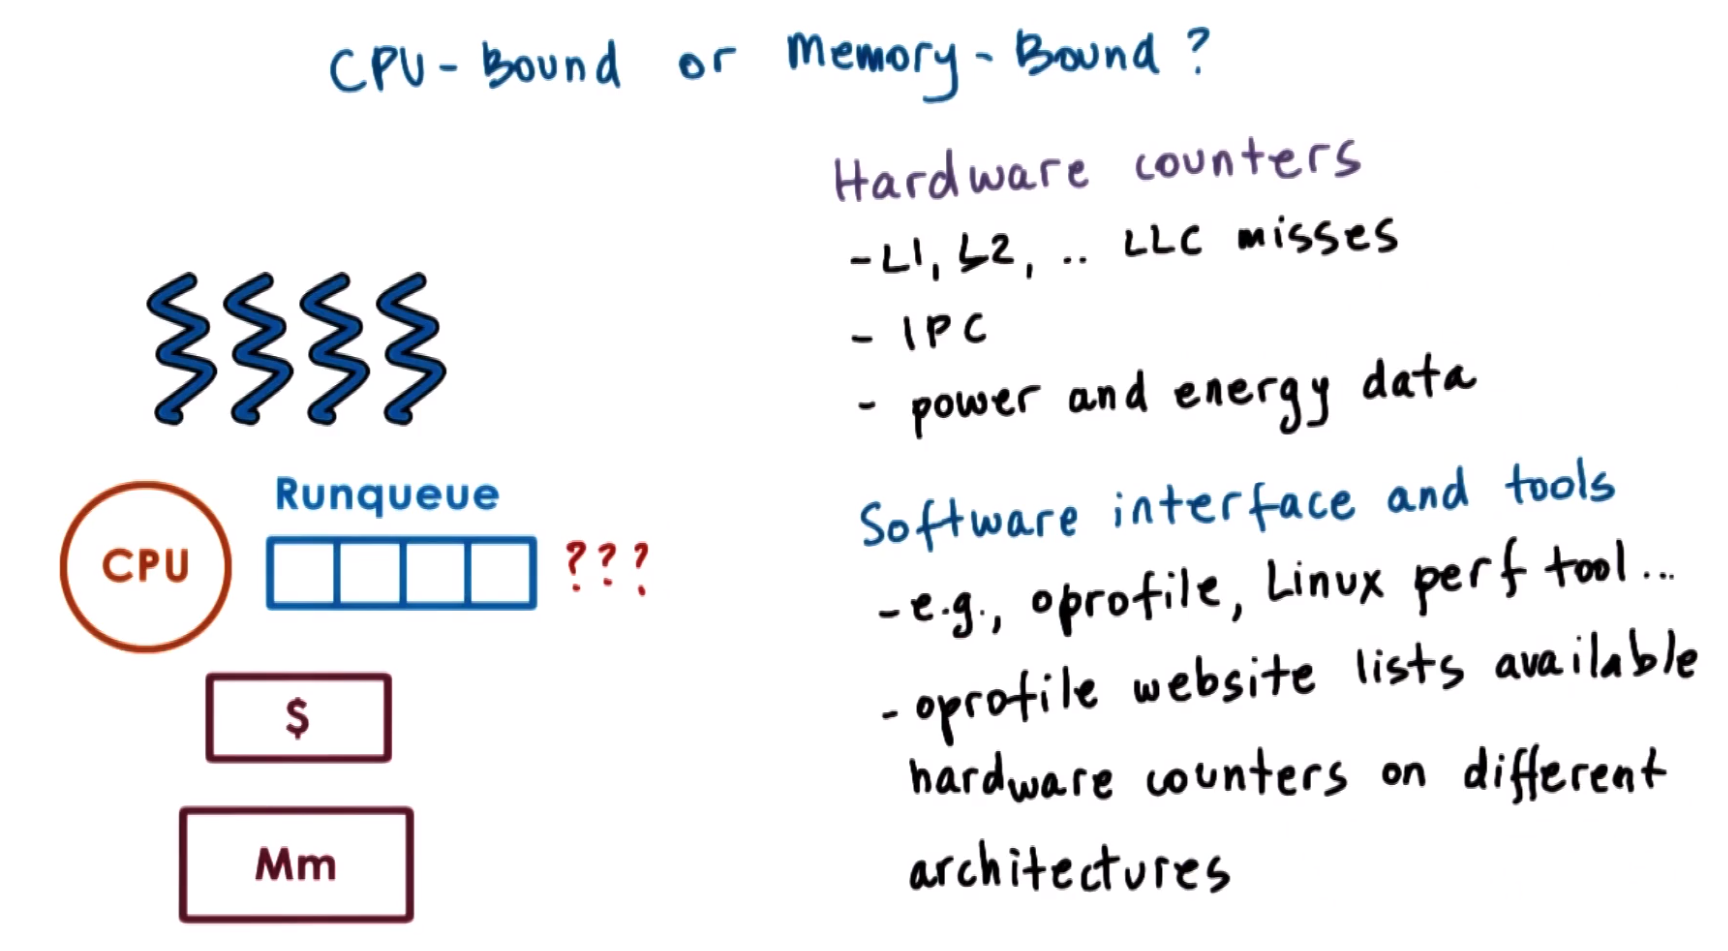 CPU-Bound or Memory-Bound?
Hardware counters
- L1, L2, .. LLC misses
- IPC
- power and energy data
Runqueue
CPU
???
$
Mm
Software interface and tools
- e.g., oprofile, Linux perf tool...
- oprofile website lists available
hardware counters on different
architectures